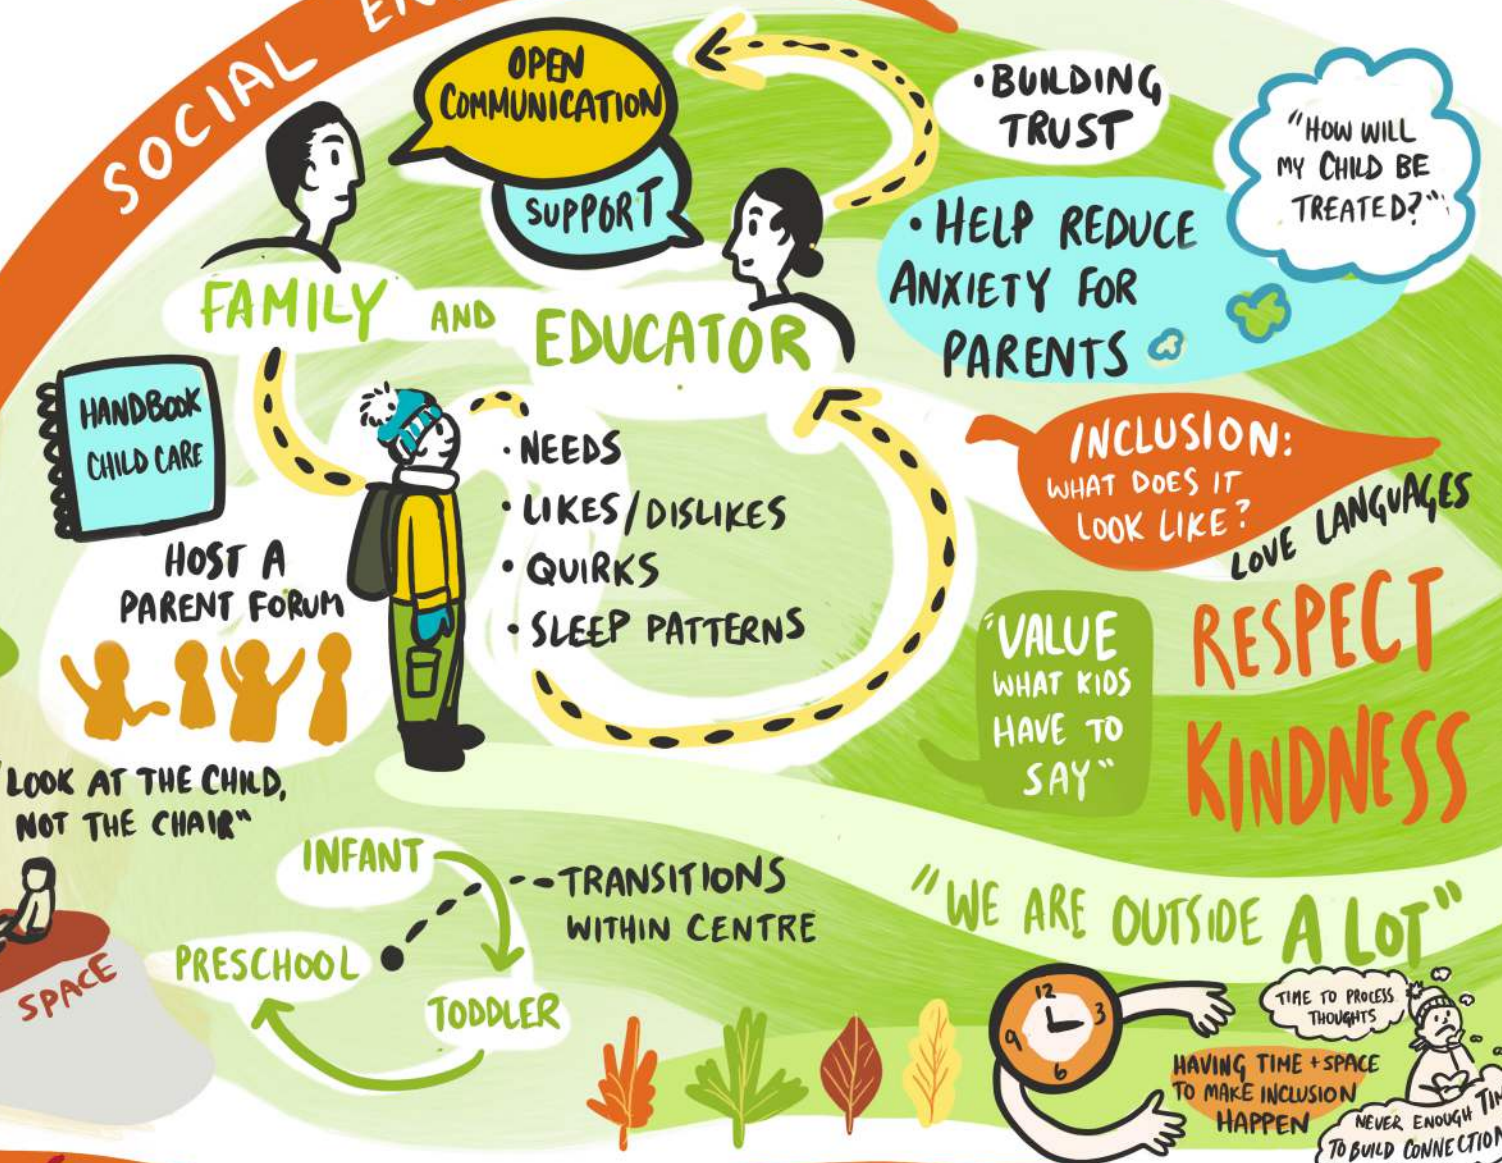 SOCIAL
OPEN
COMMUNICATION
SUPPORT
• BUILDING
TRUST
"HOW WILL
MY CHILD BE
TREATED?"
• HELP REDUCE
ANXIETY FOR
PARENTS
FAMILY AND EDUCATOR
HANDBOOK
CHILD CARE
HOST A
PARENT FORUM
• NEEDS
• LIKES/DISLIKES
• QUIRKS
• SLEEP PATTERNS
INCLUSION:
WHAT DOES IT
LOOK LIKE?
LOVE LANGUAGES
RESPECT
KINDNESS
"VALUE
WHAT KIDS
HAVE TO
SAY"
"LOOK AT THE CHILD,
NOT THE CHAIR"
SPACE
INFANT
PRESCHOOL
TODDLER
--TRANSITIONS
WITHIN CENTRE
"WE ARE OUTSIDE A LOT"
12
3
6
9
TIME TO PROCESS
THOUGHTS
HAVING TIME + SPACE
TO MAKE INCLUSION
HAPPEN
NEVER ENOUGH
TO BUILD